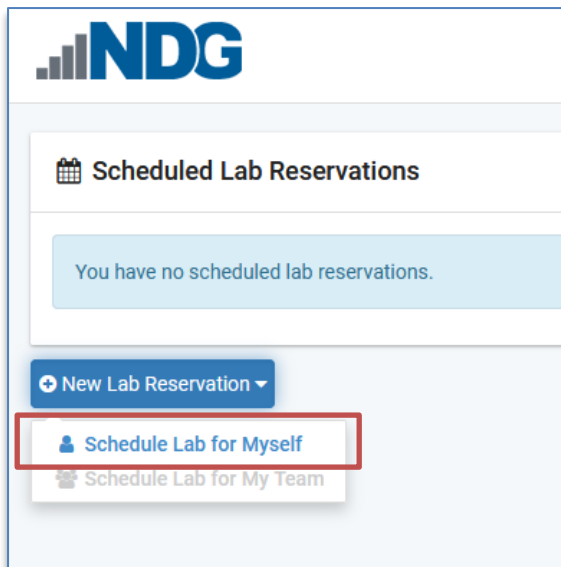 NDG
Scheduled Lab Reservations
You have no scheduled lab reservations.
New Lab Reservation
Schedule Lab for Myself
Schedule Lab for My Team